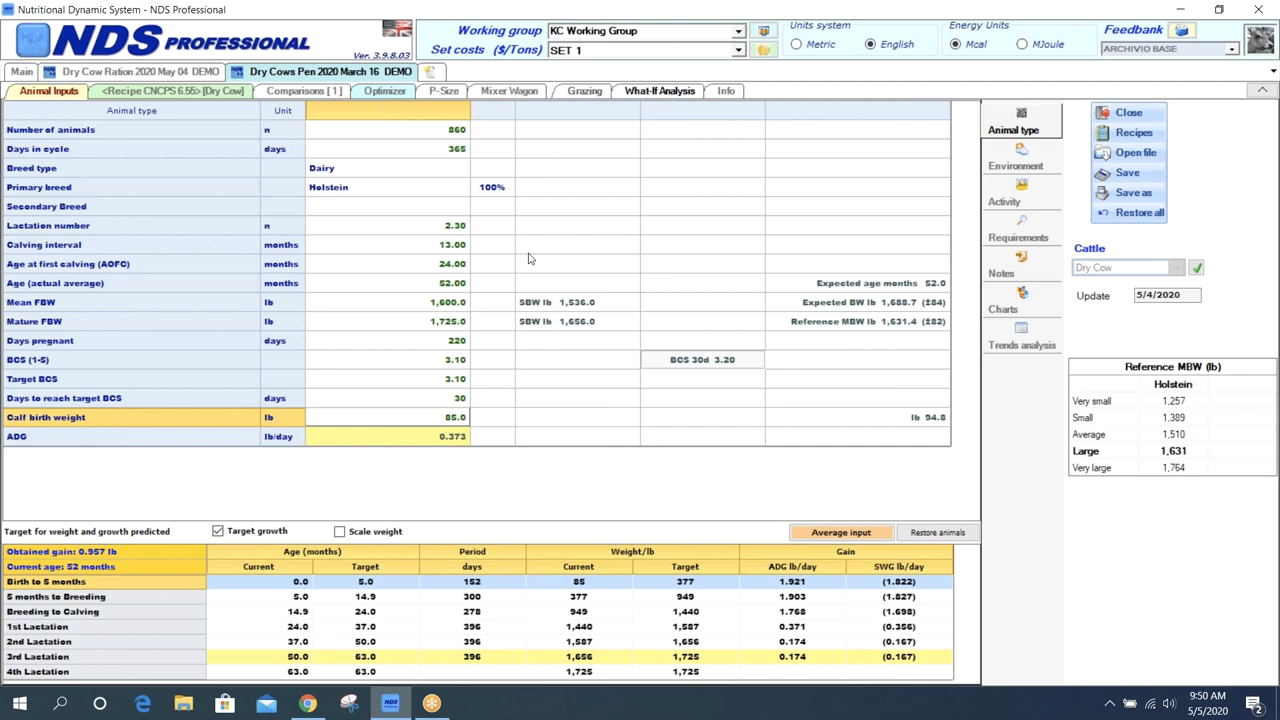 Nutritional Dynamic System - NDS Professional
NDS PROFESSIONAL
Ver. 3.9.8.03
Working group KC Working Group
Set costs ($/Tons) SET 1
Units system
Metric English
Energy Units
Mcal MJoule
Feedbank
ARCHIVIO BASE
Main Dry Cow Ration 2020 May 04 DEMO Dry Cows Pen 2020 March 16 DEMO
Animal Inputs <Recipe CNCPS 6.55> [Dry Cow] Comparisons [ 1 ] Optimizer P-Size Mixer Wagon Grazing What-If Analysis Info
Animal type Unit
Number of animals n 860
Days in cycle days 365
Breed type Dairy
Primary breed Holstein 100%
Secondary Breed
Lactation number n 2.30
Calving interval months 13.00
Age at first calving (AOFC) months 24.00
Age (actual average) months 52.00 Expected age months 52.0
Mean FBW lb 1,600.0 SBW lb 1,536.0 Expected BW lb 1,688.7 (±84)
Mature FBW lb 1,725.0 SBW lb 1,656.0 Reference MBW lb 1,631.4 (±82)
Days pregnant days 220
BCS (1-5) 3.10 BCS 30d 3.20
Target BCS 3.10
Days to reach target BCS days 30
Calf birth weight lb 85.0 lb 94.8
ADG lb/day 0.373
Animal type
Environment
Activity
Requirements
Notes
Charts
Trends analysis
Close
Recipes
Open file
Save
Save as
Restore all
Cattle
Dry Cow
Update 5/4/2020
Reference MBW (lb)
Holstein
Very small 1,257
Small 1,389
Average 1,510
Large 1,631
Very large 1,764
Target for weight and growth predicted Target growth Scale weight Average input Restore animals
Obtained gain: 0.957 lb Age (months) Period Weight/lb Gain
Current age: 52 months Current Target days Current Target ADG lb/day SWG lb/day
Birth to 5 months 0.0 5.0 152 85 377 1.921 (1.822)
5 months to Breeding 5.0 14.9 300 377 949 1.903 (1.827)
Breeding to Calving 14.9 24.0 278 949 1,440 1.768 (1.698)
1st Lactation 24.0 37.0 396 1,440 1,587 0.371 (0.356)
2nd Lactation 37.0 50.0 396 1,587 1,656 0.174 (0.167)
3rd Lactation 50.0 63.0 396 1,656 1,725 0.174 (0.167)
4th Lactation 63.0 63.0 1,725 1,725
NDS
9:50 AM
5/5/2020
2